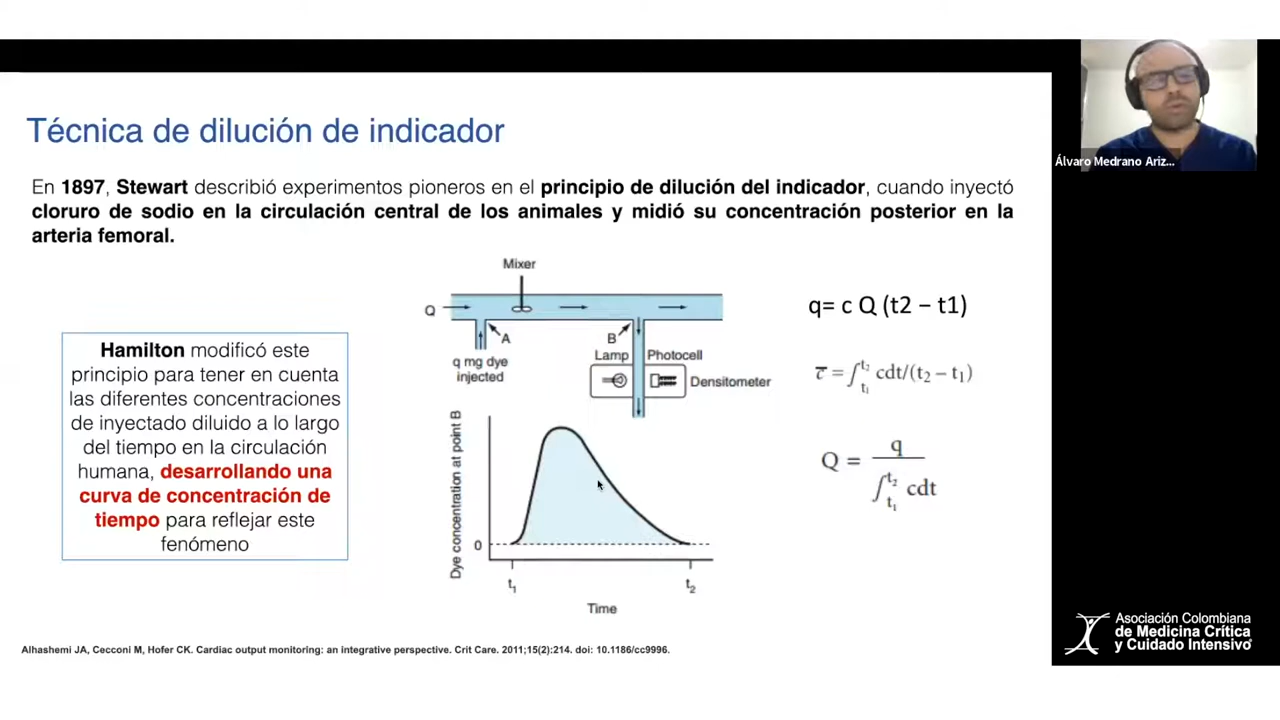 Técnica de dilución de indicador
En 1897, Stewart describió experimentos pioneros en el principio de dilución del indicador, cuando inyectó
cloruro de sodio en la circulación central de los animales y midió su concentración posterior en la
arteria femoral.
Hamilton modificó este
principio para tener en cuenta
las diferentes concentraciones
de inyectado diluido a lo largo
del tiempo en la circulación
humana, desarrollando una
curva de concentración de
tiempo para reflejar este
fenómeno
Mixer
Q
A
B
q mg dye
injected
Lamp
Photocell
Densitometer
Dye concentration at point B
0
t₁
t₂
Time
q= c Q (t2 − t1)
c̅ = ∫t₁t₂ cdt/(t₂ − t₁)
Q = q / ∫t₁t₂ cdt
Alhashemi JA, Cecconi M, Hofer CK. Cardiac output monitoring: an integrative perspective. Crit Care. 2011;15(2):214. doi: 10.1186/cc9996.
Álvaro Medrano Ariz...
Asociación Colombiana
de Medicina Crítica
y Cuidado Intensivo